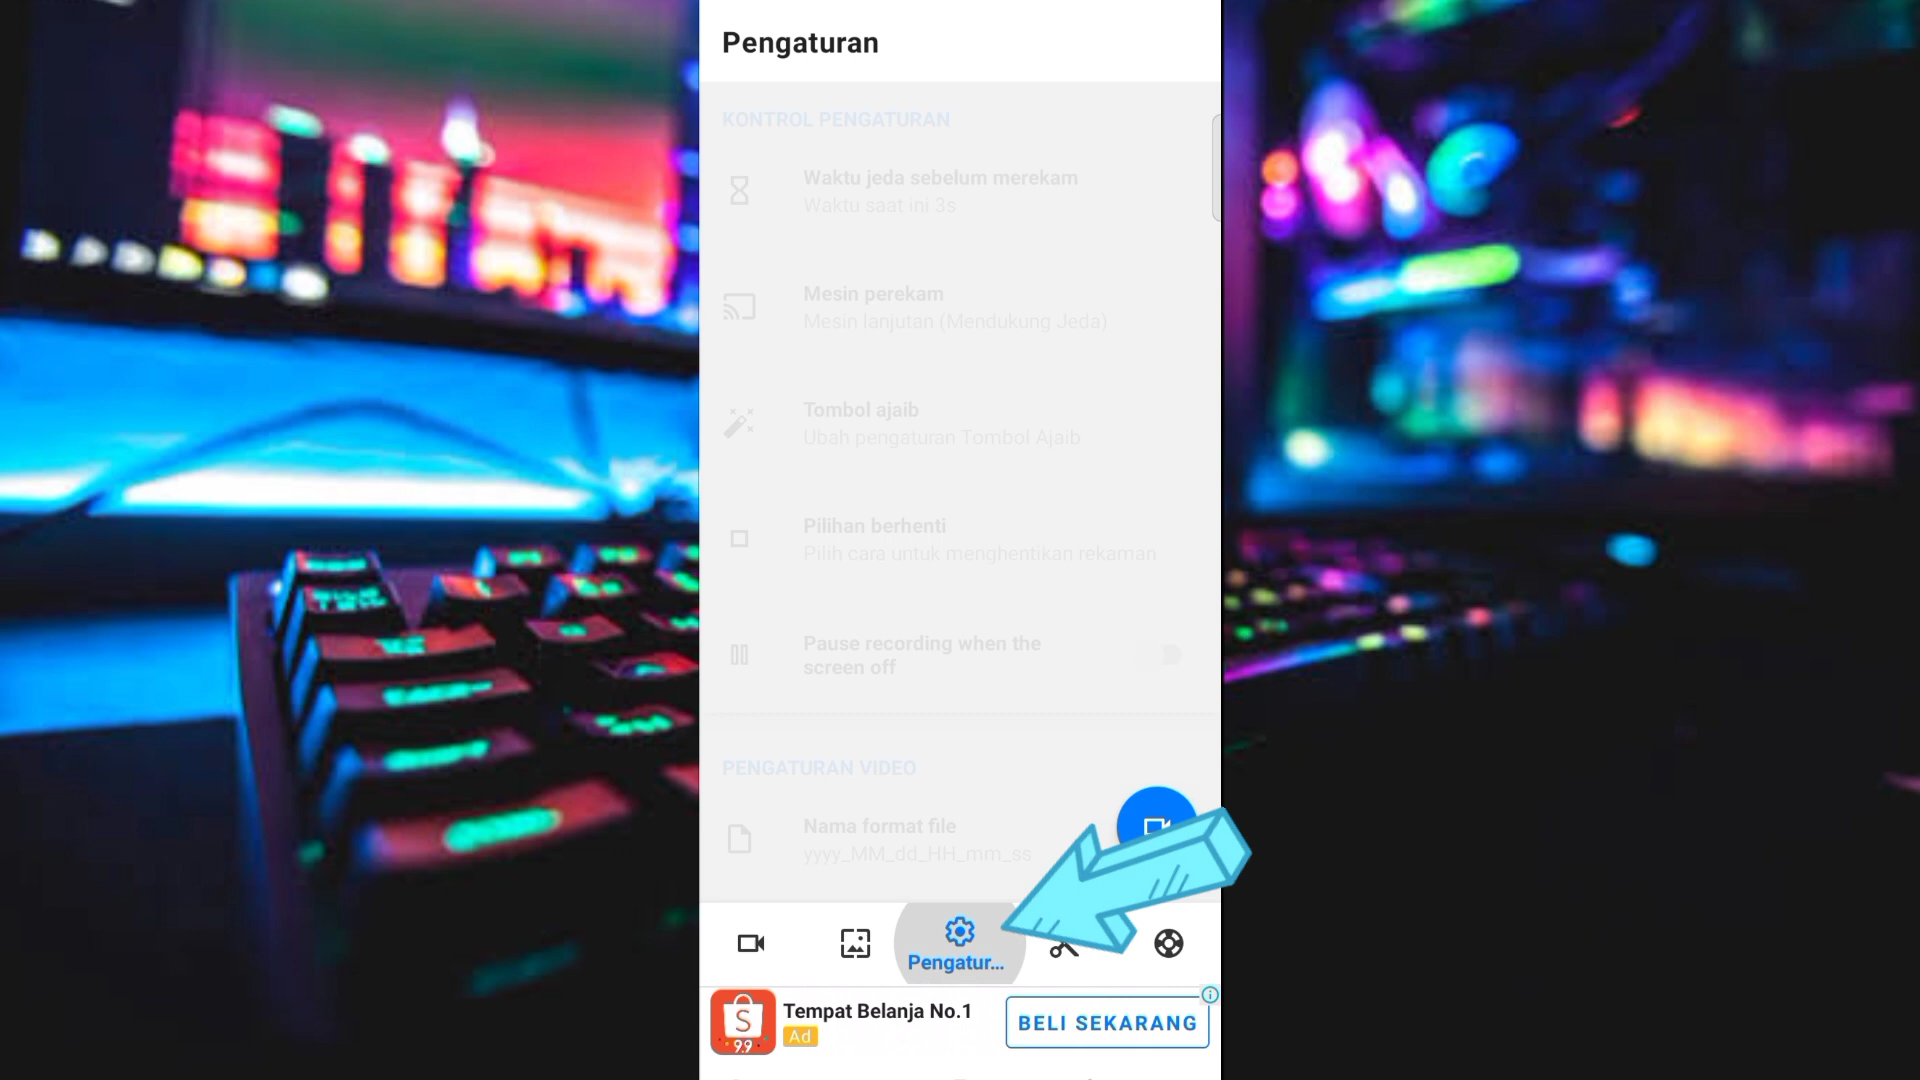 Pengaturan
KONTROL PENGATURAN
Waktu jeda sebelum merekam
Waktu saat ini 3s
Mesin perekam
Mesin lanjutan (Mendukung Jeda)
Tombol ajaib
Ubah pengaturan Tombol Ajaib
Pilihan berhenti
Pilih cara untuk menghentikan rekaman
Pause recording when the
screen off
PENGATURAN VIDEO
Nama format file
yyyy_MM_dd_HH_mm_ss
Pengatur...
S
9.9
Tempat Belanja No.1
Ad
BELI SEKARANG